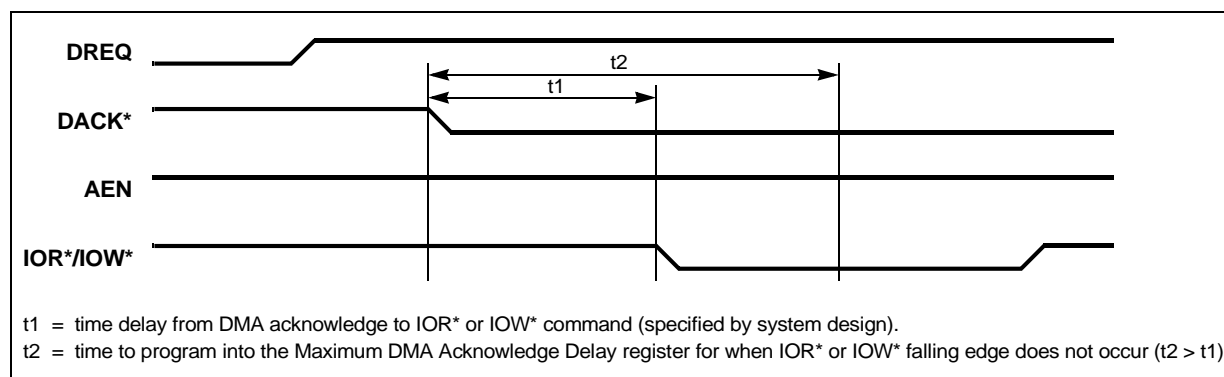 DREQ
t2
t1
DACK*
AEN
IOR*/IOW*
t1 = time delay from DMA acknowledge to IOR* or IOW* command (specified by system design).
t2 = time to program into the Maximum DMA Acknowledge Delay register for when IOR* or IOW* falling edge does not occur (t2 > t1)